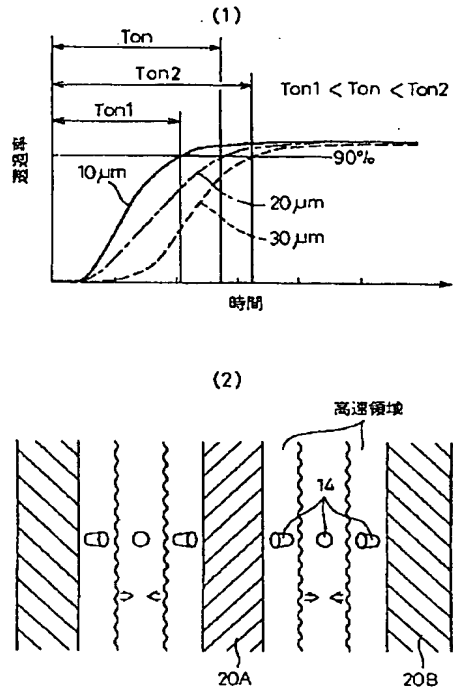 (1)
Ton
Ton2
Ton1
Ton1 < Ton < Ton2
透過率
90%
10μm
20μm
30μm
時間
(2)
高速領域
14
20A
20B